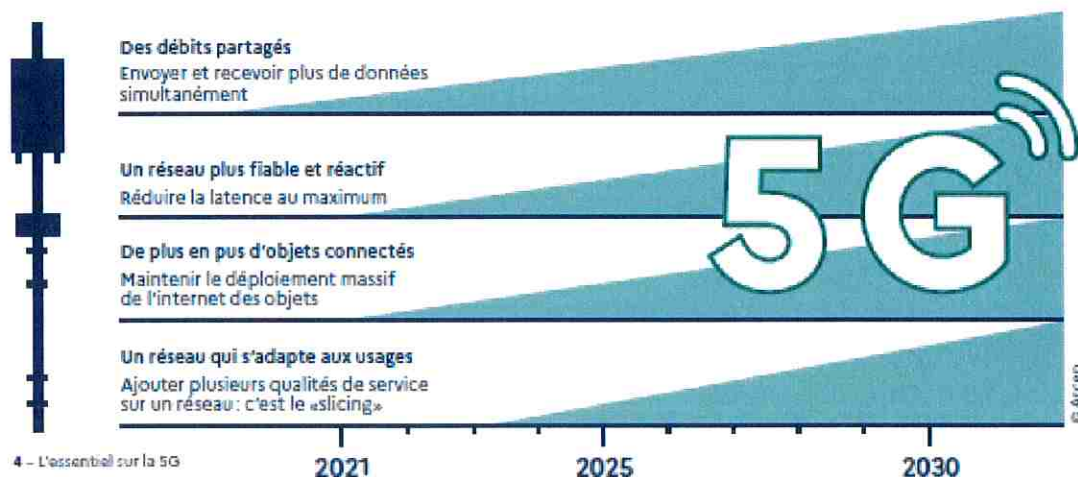 Des débits partagés
Envoyer et recevoir plus de données
simultanément
Un réseau plus fiable et réactif
Réduire la latence au maximum
De plus en pus d'objets connectés
Maintenir le déploiement massif
de l'internet des objets
Un réseau qui s'adapte aux usages
Ajouter plusieurs qualités de service
sur un réseau : c'est le «slicing»
5G
© Arcep
2021
2025
2030
4 – L'essentiel sur la 5G